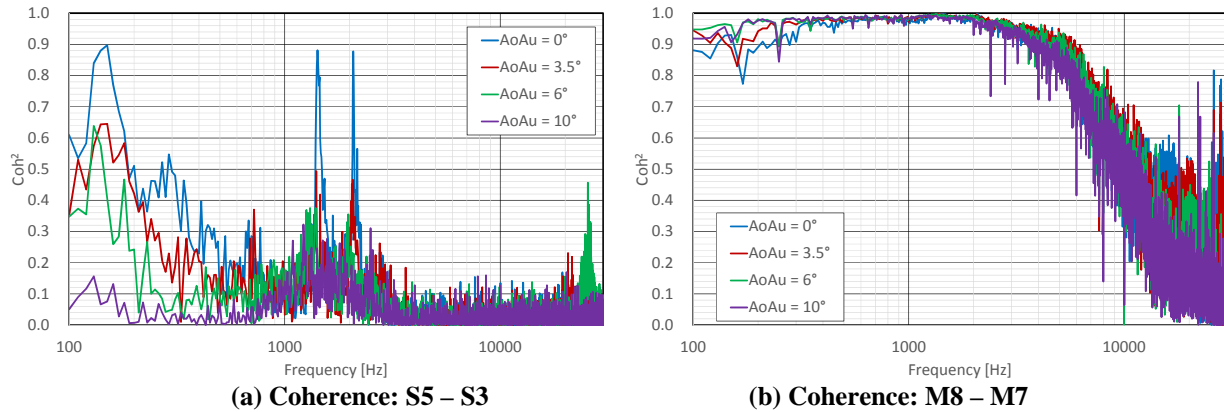 1.0
0.9
0.8
0.7
0.6
0.5
0.4
0.3
0.2
0.1
0.0
Coh²
100
1000
10000
Frequency [Hz]
AoAu = 0°
AoAu = 3.5°
AoAu = 6°
AoAu = 10°
(a) Coherence: S5 – S3
1.0
0.9
0.8
0.7
0.6
0.5
0.4
0.3
0.2
0.1
0.0
Coh²
100
1000
10000
Frequency [Hz]
AoAu = 0°
AoAu = 3.5°
AoAu = 6°
AoAu = 10°
(b) Coherence: M8 – M7